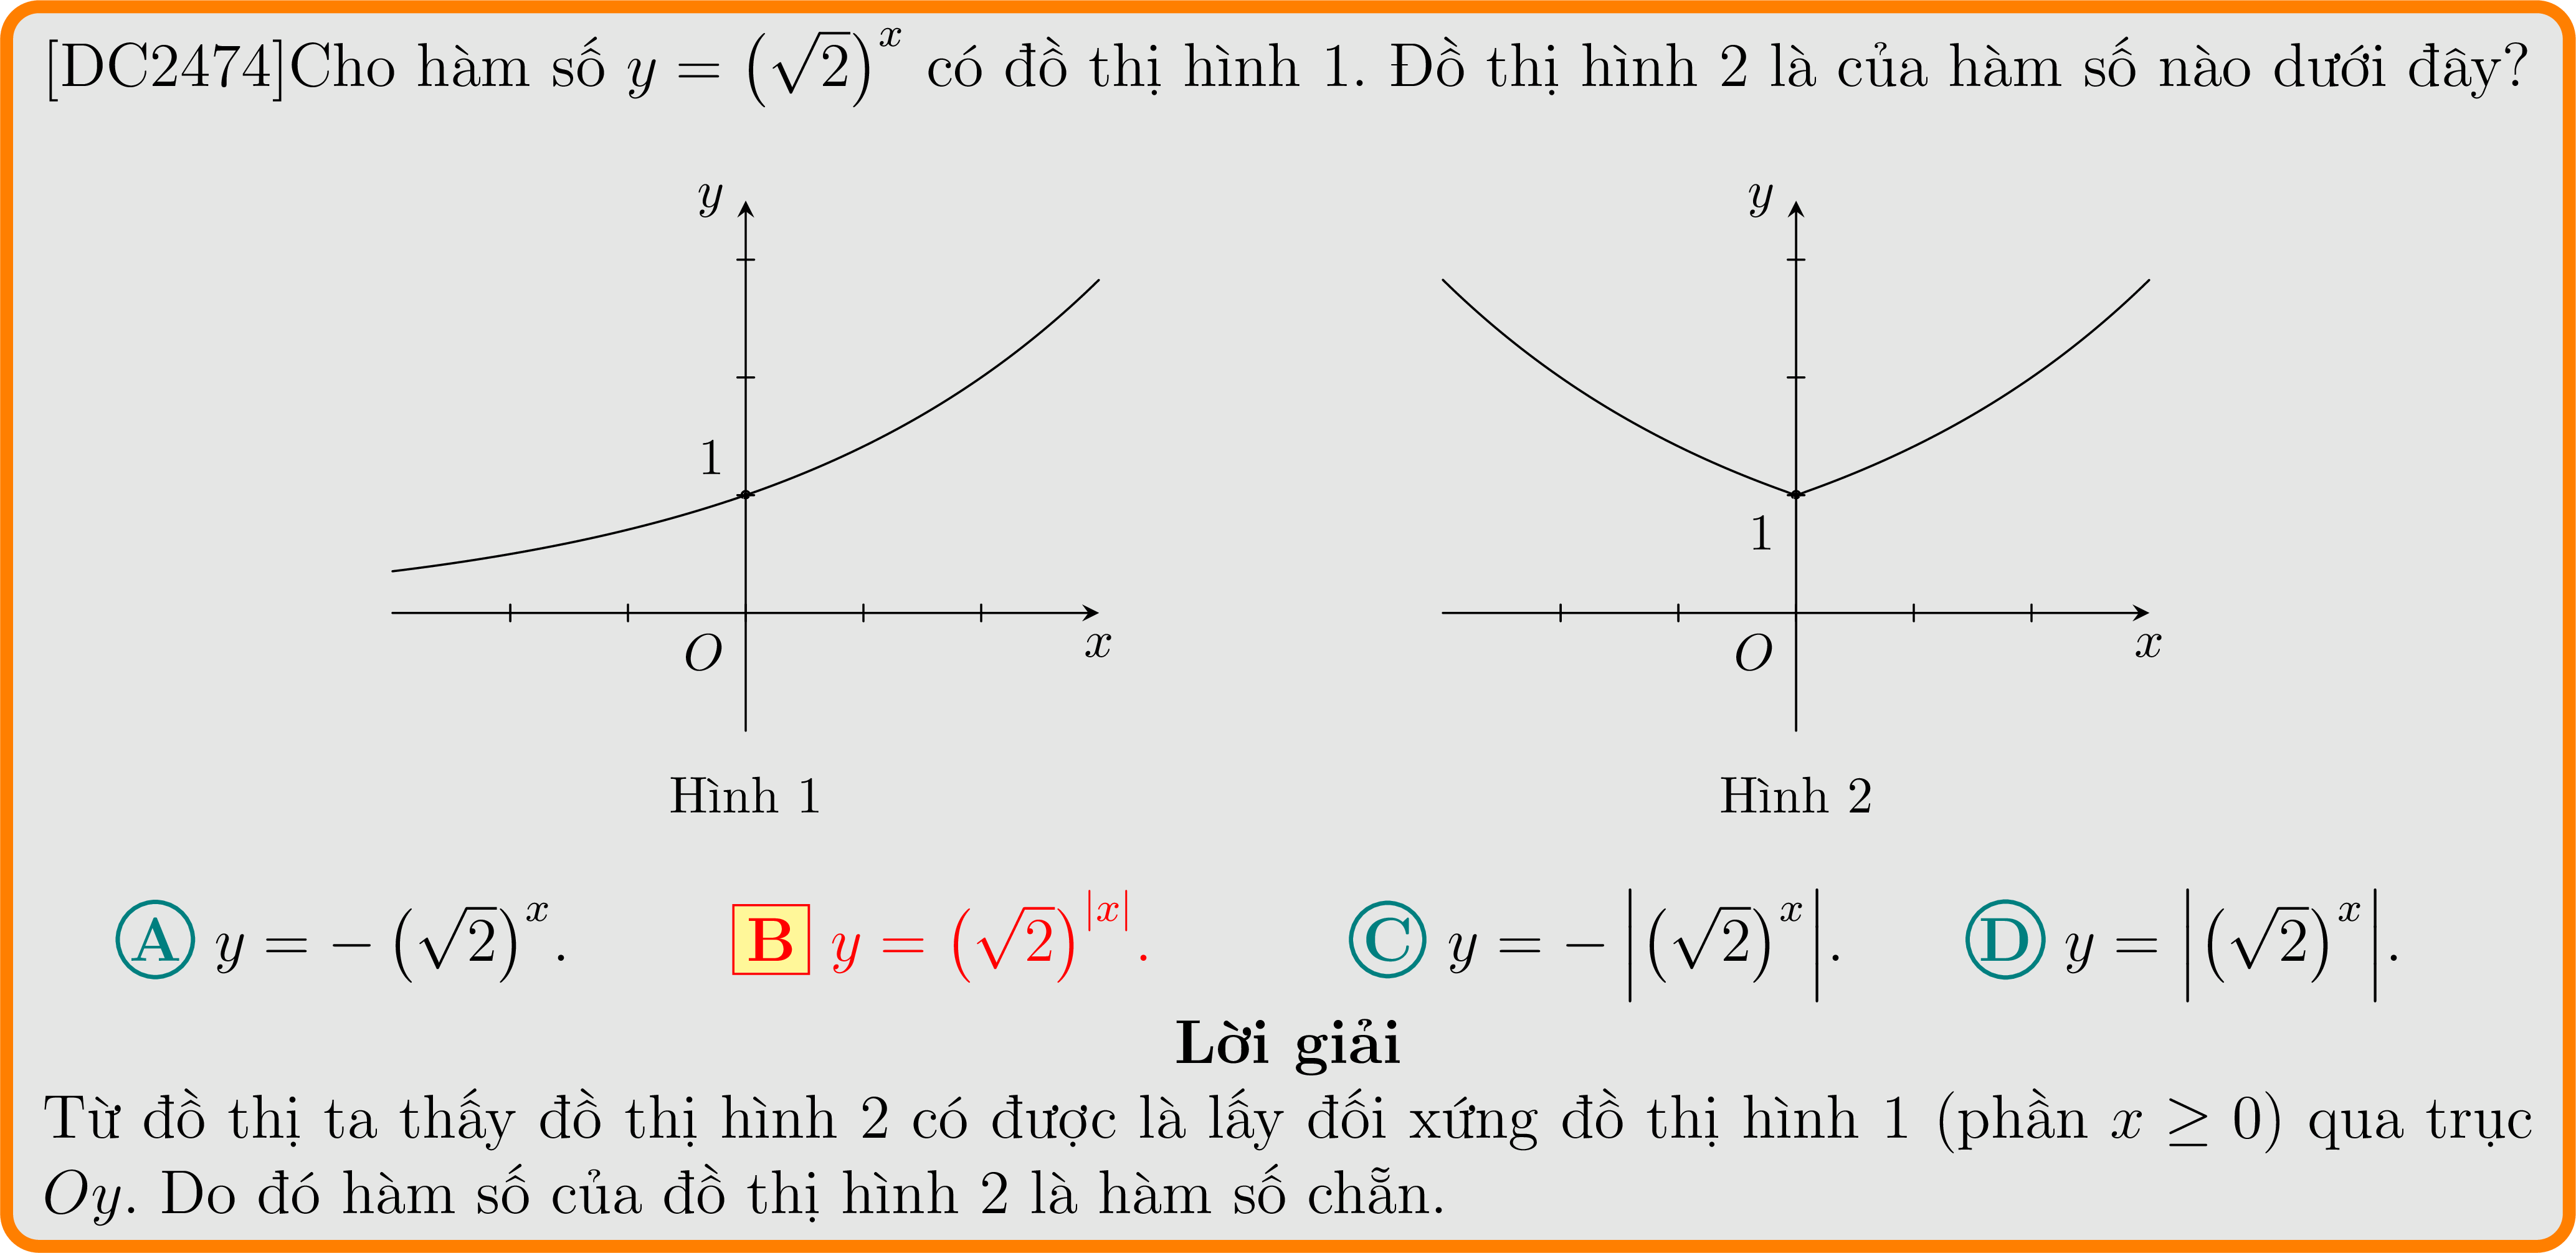 [DC2474]Cho hàm số y = (√2)^x có đồ thị hình 1. Đồ thị hình 2 là của hàm số nào dưới đây?
y
1
O
x
Hình 1
y
1
O
x
Hình 2
A y = −(√2)^x.
B y = (√2)^|x|.
C y = −|(√2)^x|.
D y = |(√2)^x|.
Lời giải
Từ đồ thị ta thấy đồ thị hình 2 có được là lấy đối xứng đồ thị hình 1 (phần x ≥ 0) qua trục
Oy. Do đó hàm số của đồ thị hình 2 là hàm số chẵn.